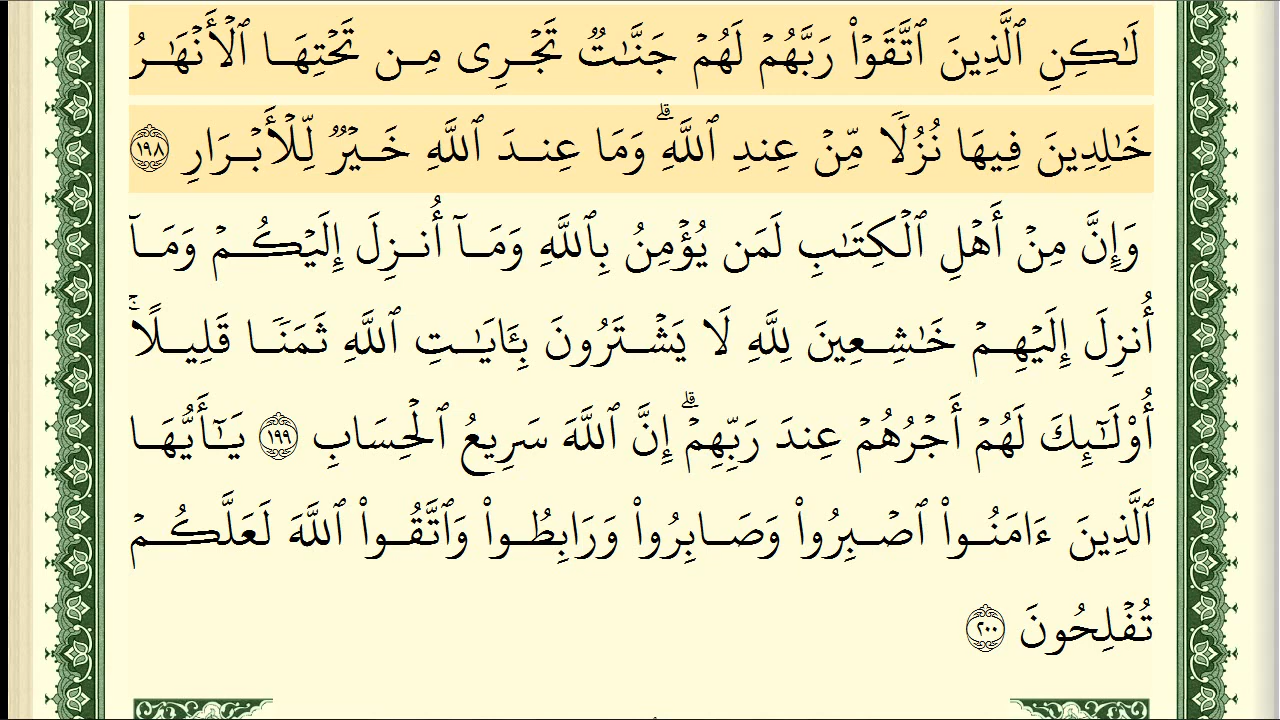 لَٰكِنِ ٱلَّذِينَ ٱتَّقَوْا۟ رَبَّهُمْ لَهُمْ جَنَّٰتٌ تَجْرِى مِن تَحْتِهَا ٱلْأَنْهَٰرُ
خَٰلِدِينَ فِيهَا نُزُلًا مِّنْ عِندِ ٱللَّهِ ۗ وَمَا عِندَ ٱللَّهِ خَيْرٌ لِّلْأَبْرَارِ ١٩٨
وَإِنَّ مِنْ أَهْلِ ٱلْكِتَٰبِ لَمَن يُؤْمِنُ بِٱللَّهِ وَمَآ أُنزِلَ إِلَيْكُمْ وَمَآ
أُنزِلَ إِلَيْهِمْ خَٰشِعِينَ لِلَّهِ لَا يَشْتَرُونَ بِـَٔايَٰتِ ٱللَّهِ ثَمَنًا قَلِيلًا ۚ
أُو۟لَٰٓئِكَ لَهُمْ أَجْرُهُمْ عِندَ رَبِّهِمْ ۗ إِنَّ ٱللَّهَ سَرِيعُ ٱلْحِسَابِ ١٩٩ يَٰٓأَيُّهَا
ٱلَّذِينَ ءَامَنُوا۟ ٱصْبِرُوا۟ وَصَابِرُوا۟ وَرَابِطُوا۟ وَٱتَّقُوا۟ ٱللَّهَ لَعَلَّكُمْ
تُفْلِحُونَ ٢٠٠